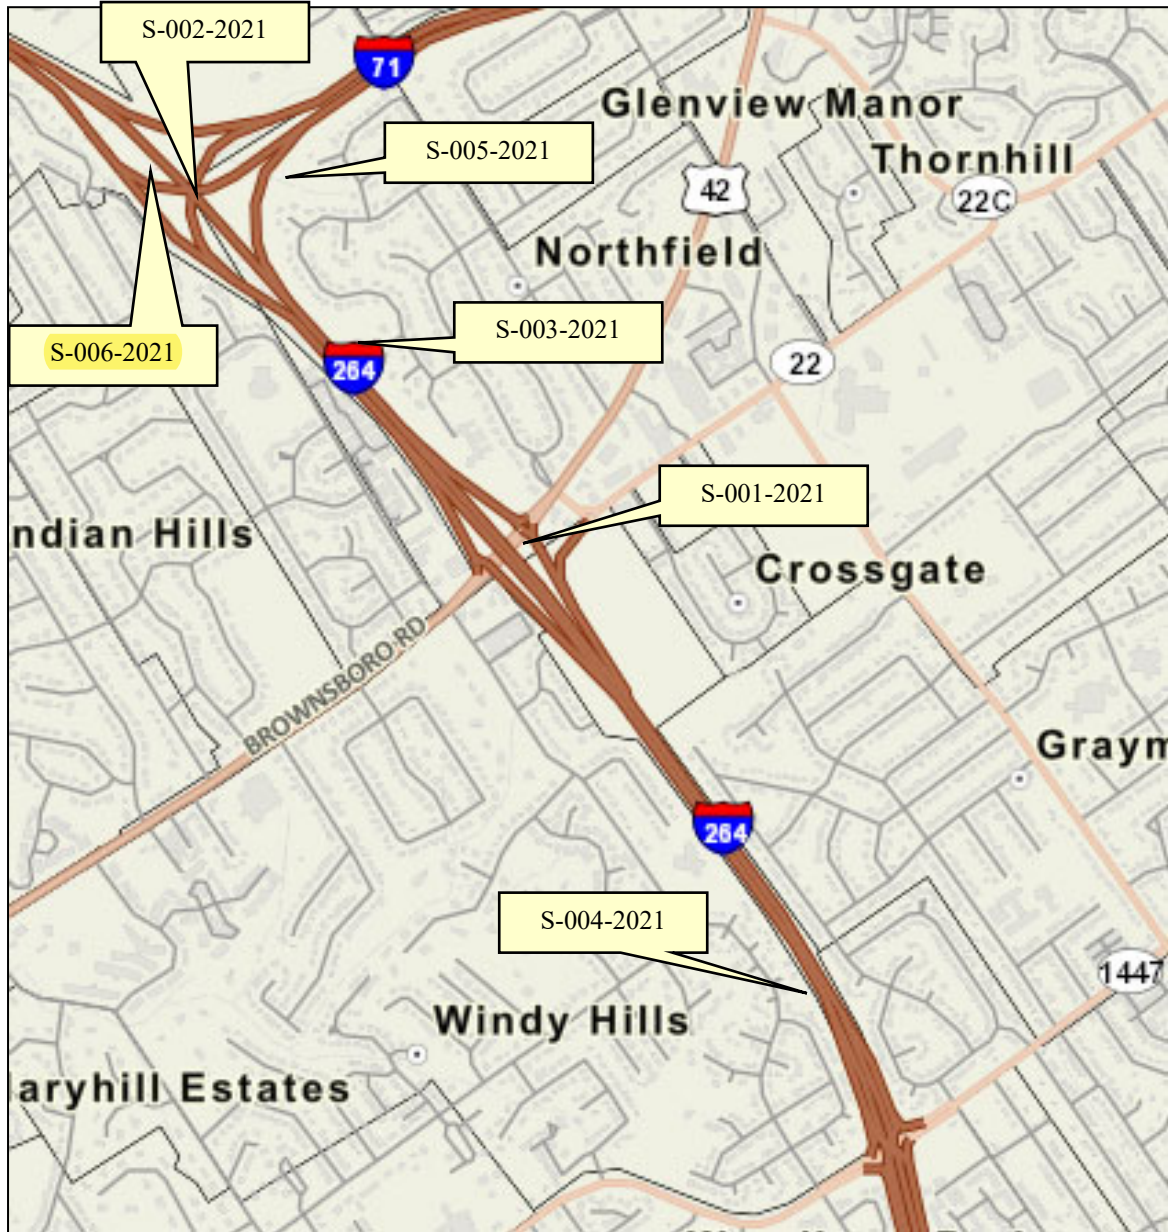 S-002-2021
71
Glenview Manor
S-005-2021
Thornhill
42
22C
Northfield
S-003-2021
S-006-2021
264
22
S-001-2021
ndian Hills
Crossgate
BROWNSBORO RD
Graym
264
S-004-2021
1447
Windy Hills
laryhill Estates